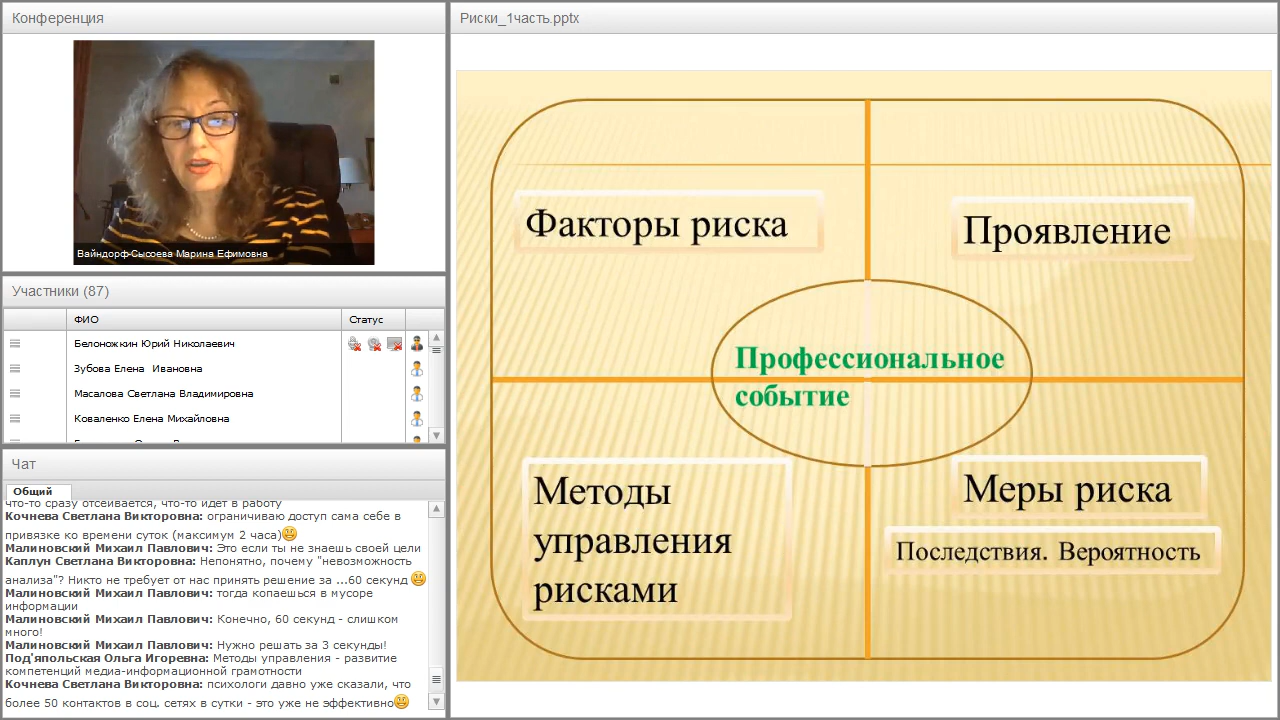 Конференция
Вайндорф-Сысоева Марина Ефимовна
Участники (87)
ФИО
Статус
Белоножкин Юрий Николаевич
Зубова Елена Ивановна
Масалова Светлана Владимировна
Коваленко Елена Михайловна
Чат
Общий
что-то сразу отсеивается, что-то идет в работу
Кочнева Светлана Викторовна: ограничиваю доступ сама себе в
привязке ко времени суток (максимум 2 часа)
Малиновский Михаил Павлович: Это если ты не знаешь своей цели
Каплун Светлана Викторовна: Непонятно, почему "невозможность
анализа"? Никто не требует от нас принять решение за ...60 секунд
Малиновский Михаил Павлович: тогда копаешься в мусоре
информации
Малиновский Михаил Павлович: Конечно, 60 секунд - слишком
много!
Малиновский Михаил Павлович: Нужно решать за 3 секунды!
Под'япольская Ольга Игоревна: Методы управления - развитие
компетенций медиа-информационной грамотности
Кочнева Светлана Викторовна: психологи давно уже сказали, что
более 50 контактов в соц. сетях в сутки - это уже не эффективно
Риски_1часть.pptx
Факторы риска
Проявление
Профессиональное
событие
Методы
управления
рисками
Меры риска
Последствия. Вероятность